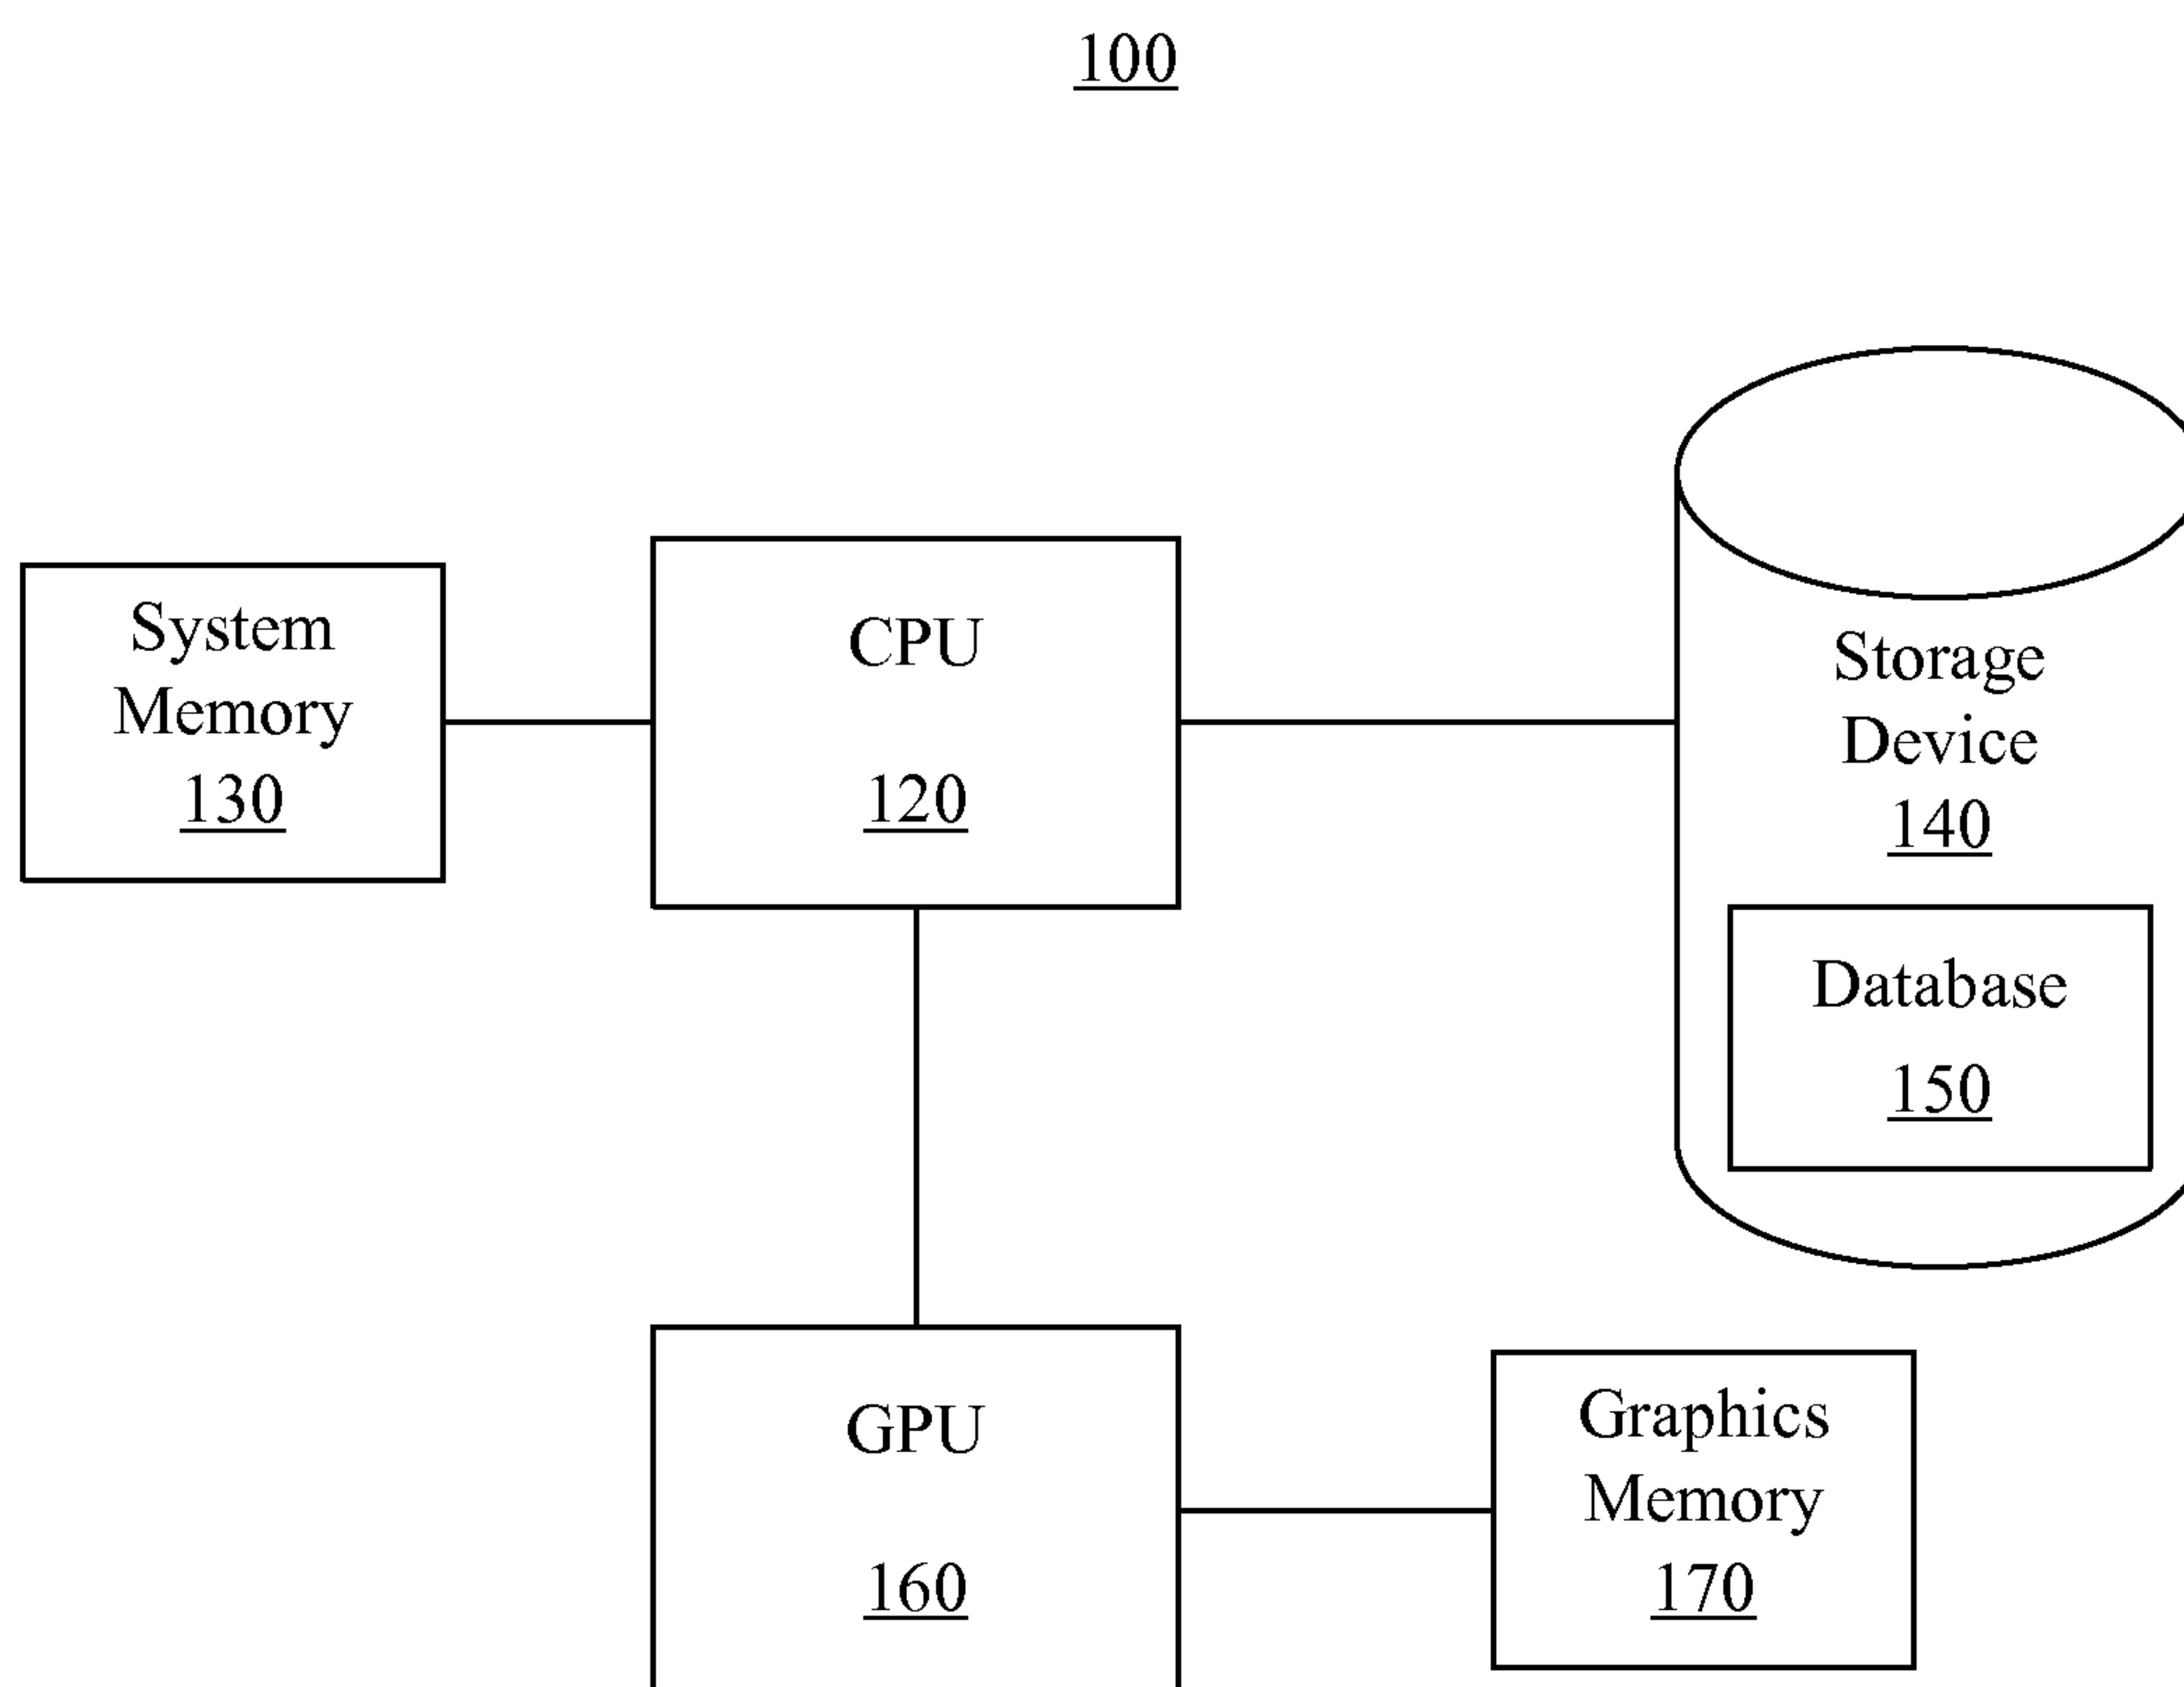 100
System
Memory
130
CPU
120
Storage
Device
140
Database
150
GPU
160
Graphics
Memory
170